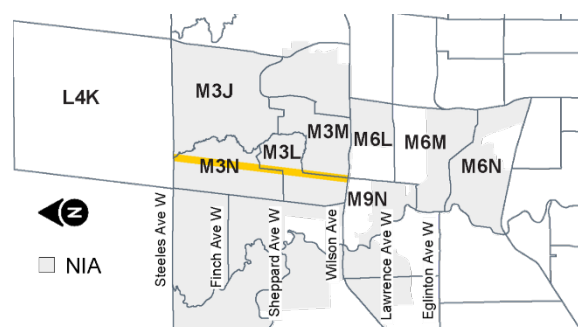 L4K
M3J
M3N
M3L
M3M
M6L
M6M
M6N
M9N
N
NIA
Steeles Ave W
Finch Ave W
Sheppard Ave W
Wilson Ave
Lawrence Ave W
Eglinton Ave W